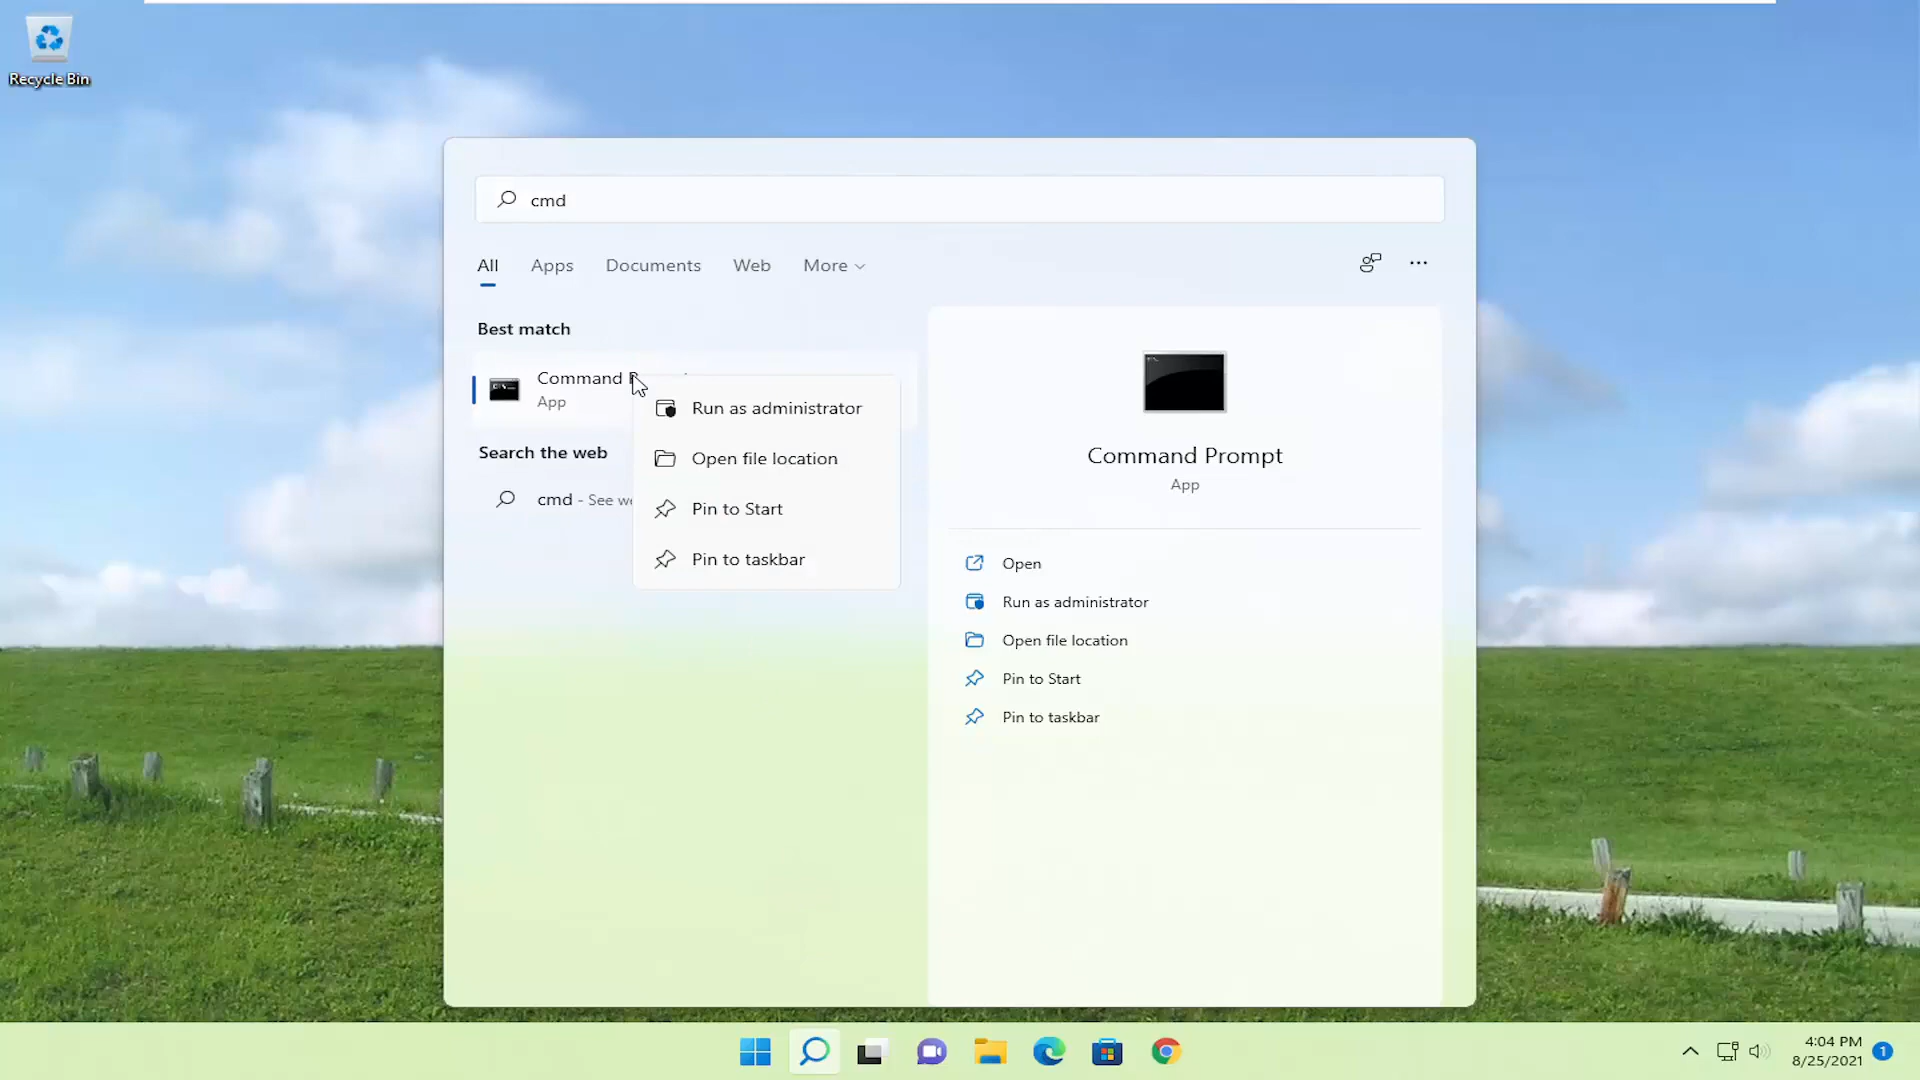 Recycle Bin
cmd
All
Apps
Documents
Web
More
Best match
Command
App
Run as administrator
Open file location
Pin to Start
Pin to taskbar
Search the web
cmd - See
Command Prompt
App
Open
Run as administrator
Open file location
Pin to Start
Pin to taskbar
4:04 PM
8/25/2021
1